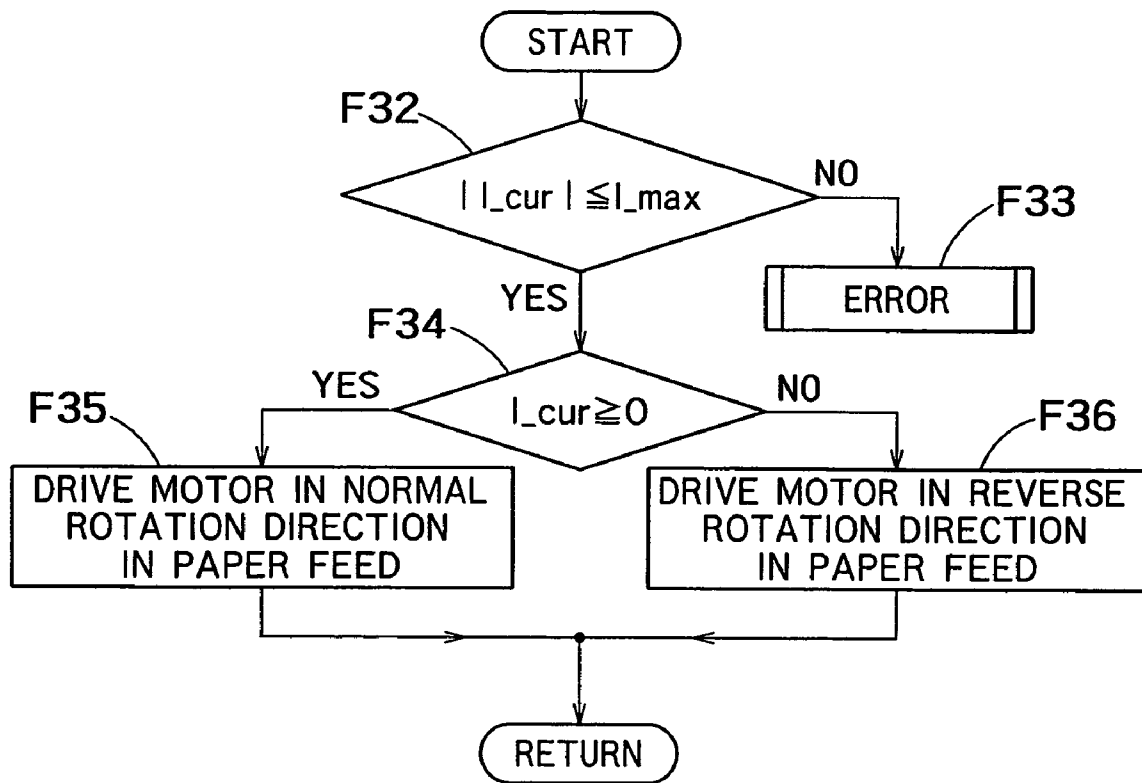 START
F32
| I_cur | ≦ I_max
NO
F33
ERROR
YES
F34
I_cur ≧ 0
YES
NO
F35
F36
DRIVE MOTOR IN NORMAL
ROTATION DIRECTION
IN PAPER FEED
DRIVE MOTOR IN REVERSE
ROTATION DIRECTION
IN PAPER FEED
RETURN